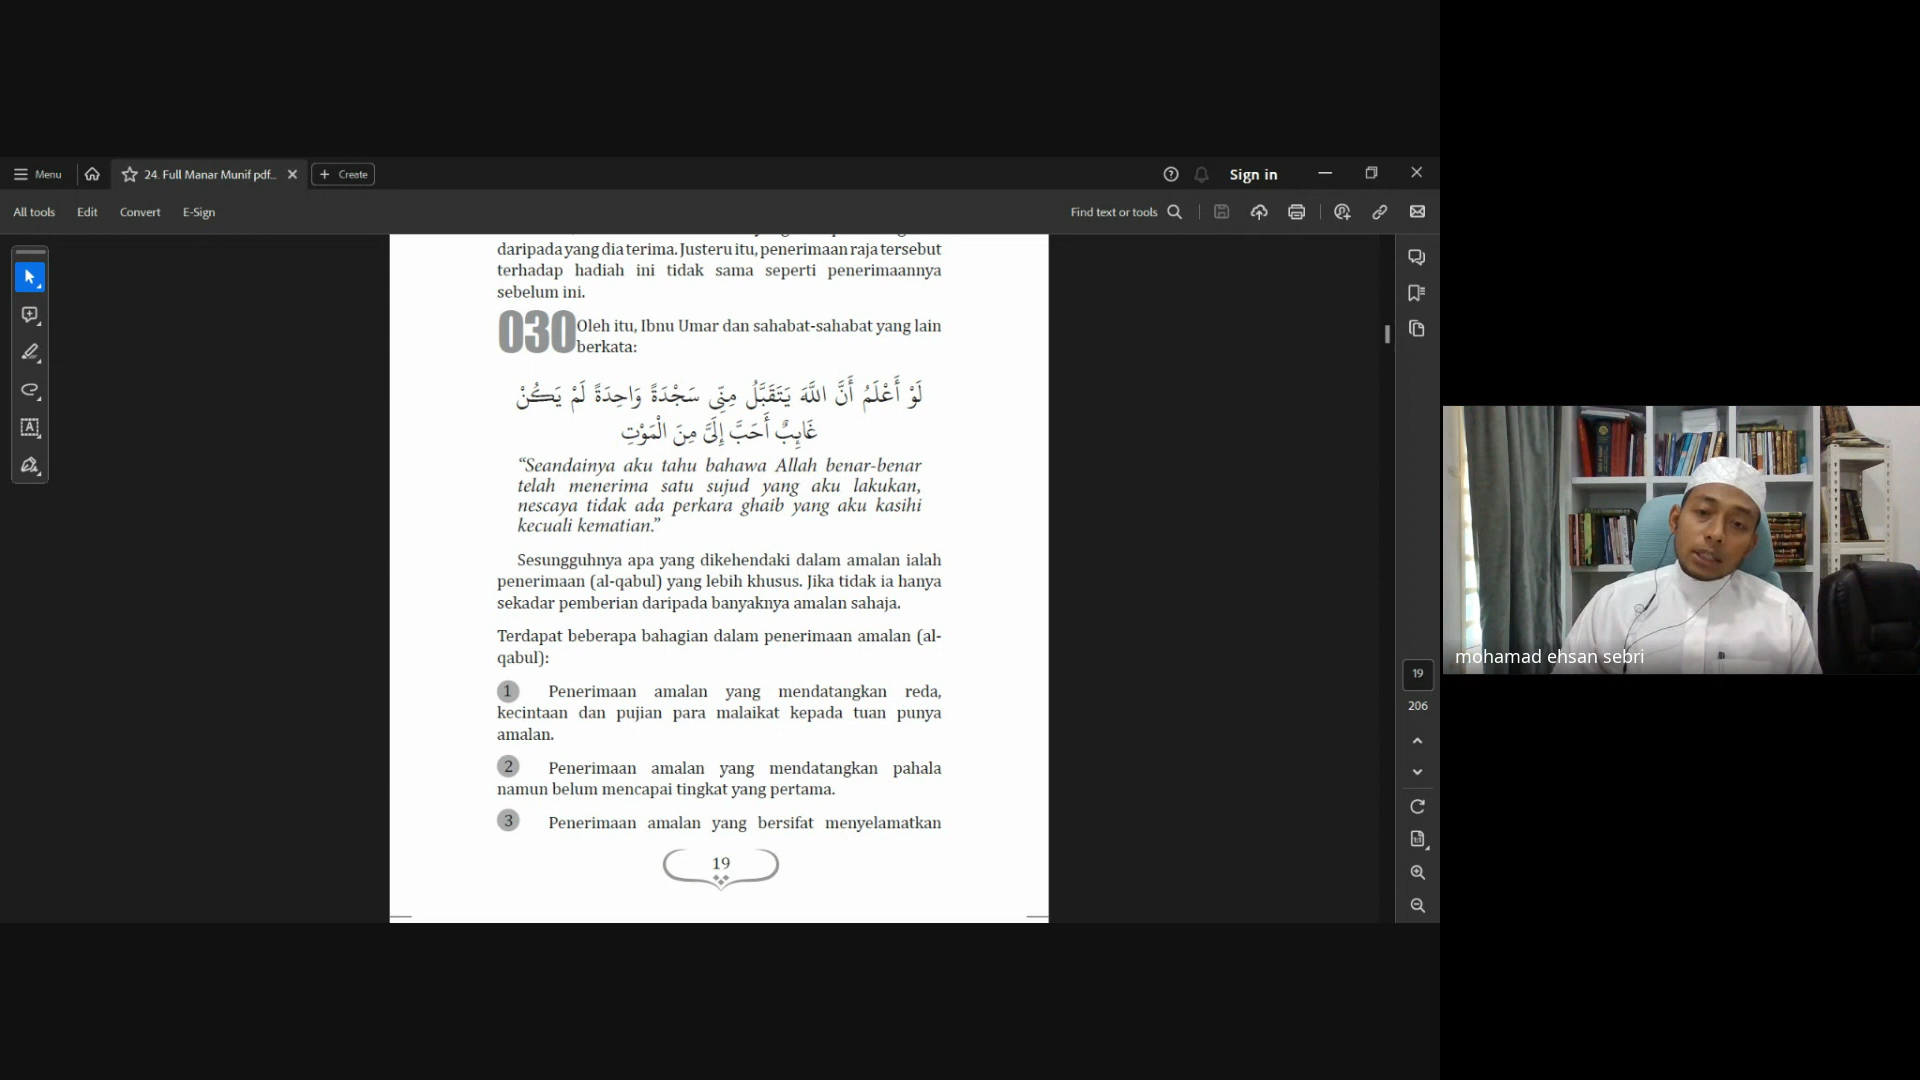 Menu
24. Full Manar Munif pdf...
Create
Sign in
All tools
Edit
Convert
E-Sign
Find text or tools
daripada yang dia terima. Justeru itu, penerimaan raja tersebut
terhadap hadiah ini tidak sama seperti penerimaannya
sebelum ini.
030 Oleh itu, Ibnu Umar dan sahabat-sahabat yang lain
berkata:
لَوْ أَعْلَمُ أَنَّ اللَّهَ يَتَقَبَّلُ مِنِّي سَجْدَةً وَاحِدَةً لَمْ يَكُنْ
غَايِبٌ أَحَبَّ إِلَيَّ مِنَ الْمَوْتِ
“Seandainya aku tahu bahawa Allah benar-benar
telah menerima satu sujud yang aku lakukan,
nescaya tidak ada perkara ghaib yang aku kasihi
kecuali kematian.”
Sesungguhnya apa yang dikehendaki dalam amalan ialah
penerimaan (al-qabul) yang lebih khusus. Jika tidak ia hanya
sekadar pemberian daripada banyaknya amalan sahaja.
Terdapat beberapa bahagian dalam penerimaan amalan (al-
qabul):
1 Penerimaan amalan yang mendatangkan reda,
kecintaan dan pujian para malaikat kepada tuan punya
amalan.
2 Penerimaan amalan yang mendatangkan pahala
namun belum mencapai tingkat yang pertama.
3 Penerimaan amalan yang bersifat menyelamatkan
19
19
206
mohamad ehsan sebri